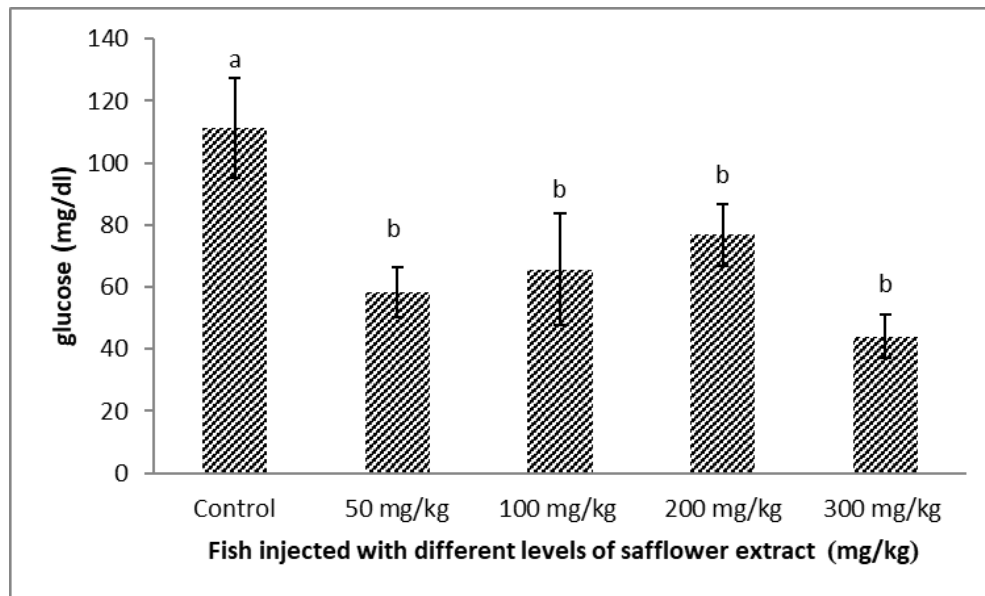 140
120
100
80
60
40
20
0
glucose (mg/dl)
a
b
b
b
b
Control 50 mg/kg 100 mg/kg 200 mg/kg 300 mg/kg
Fish injected with different levels of safflower extract (mg/kg)